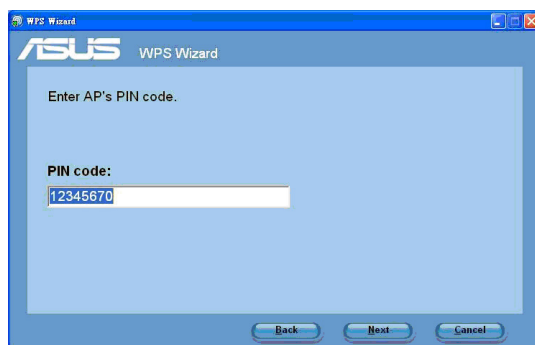 WPS Wizard
ASUS WPS Wizard
Enter AP's PIN code.
PIN code:
12345670
Back Next Cancel